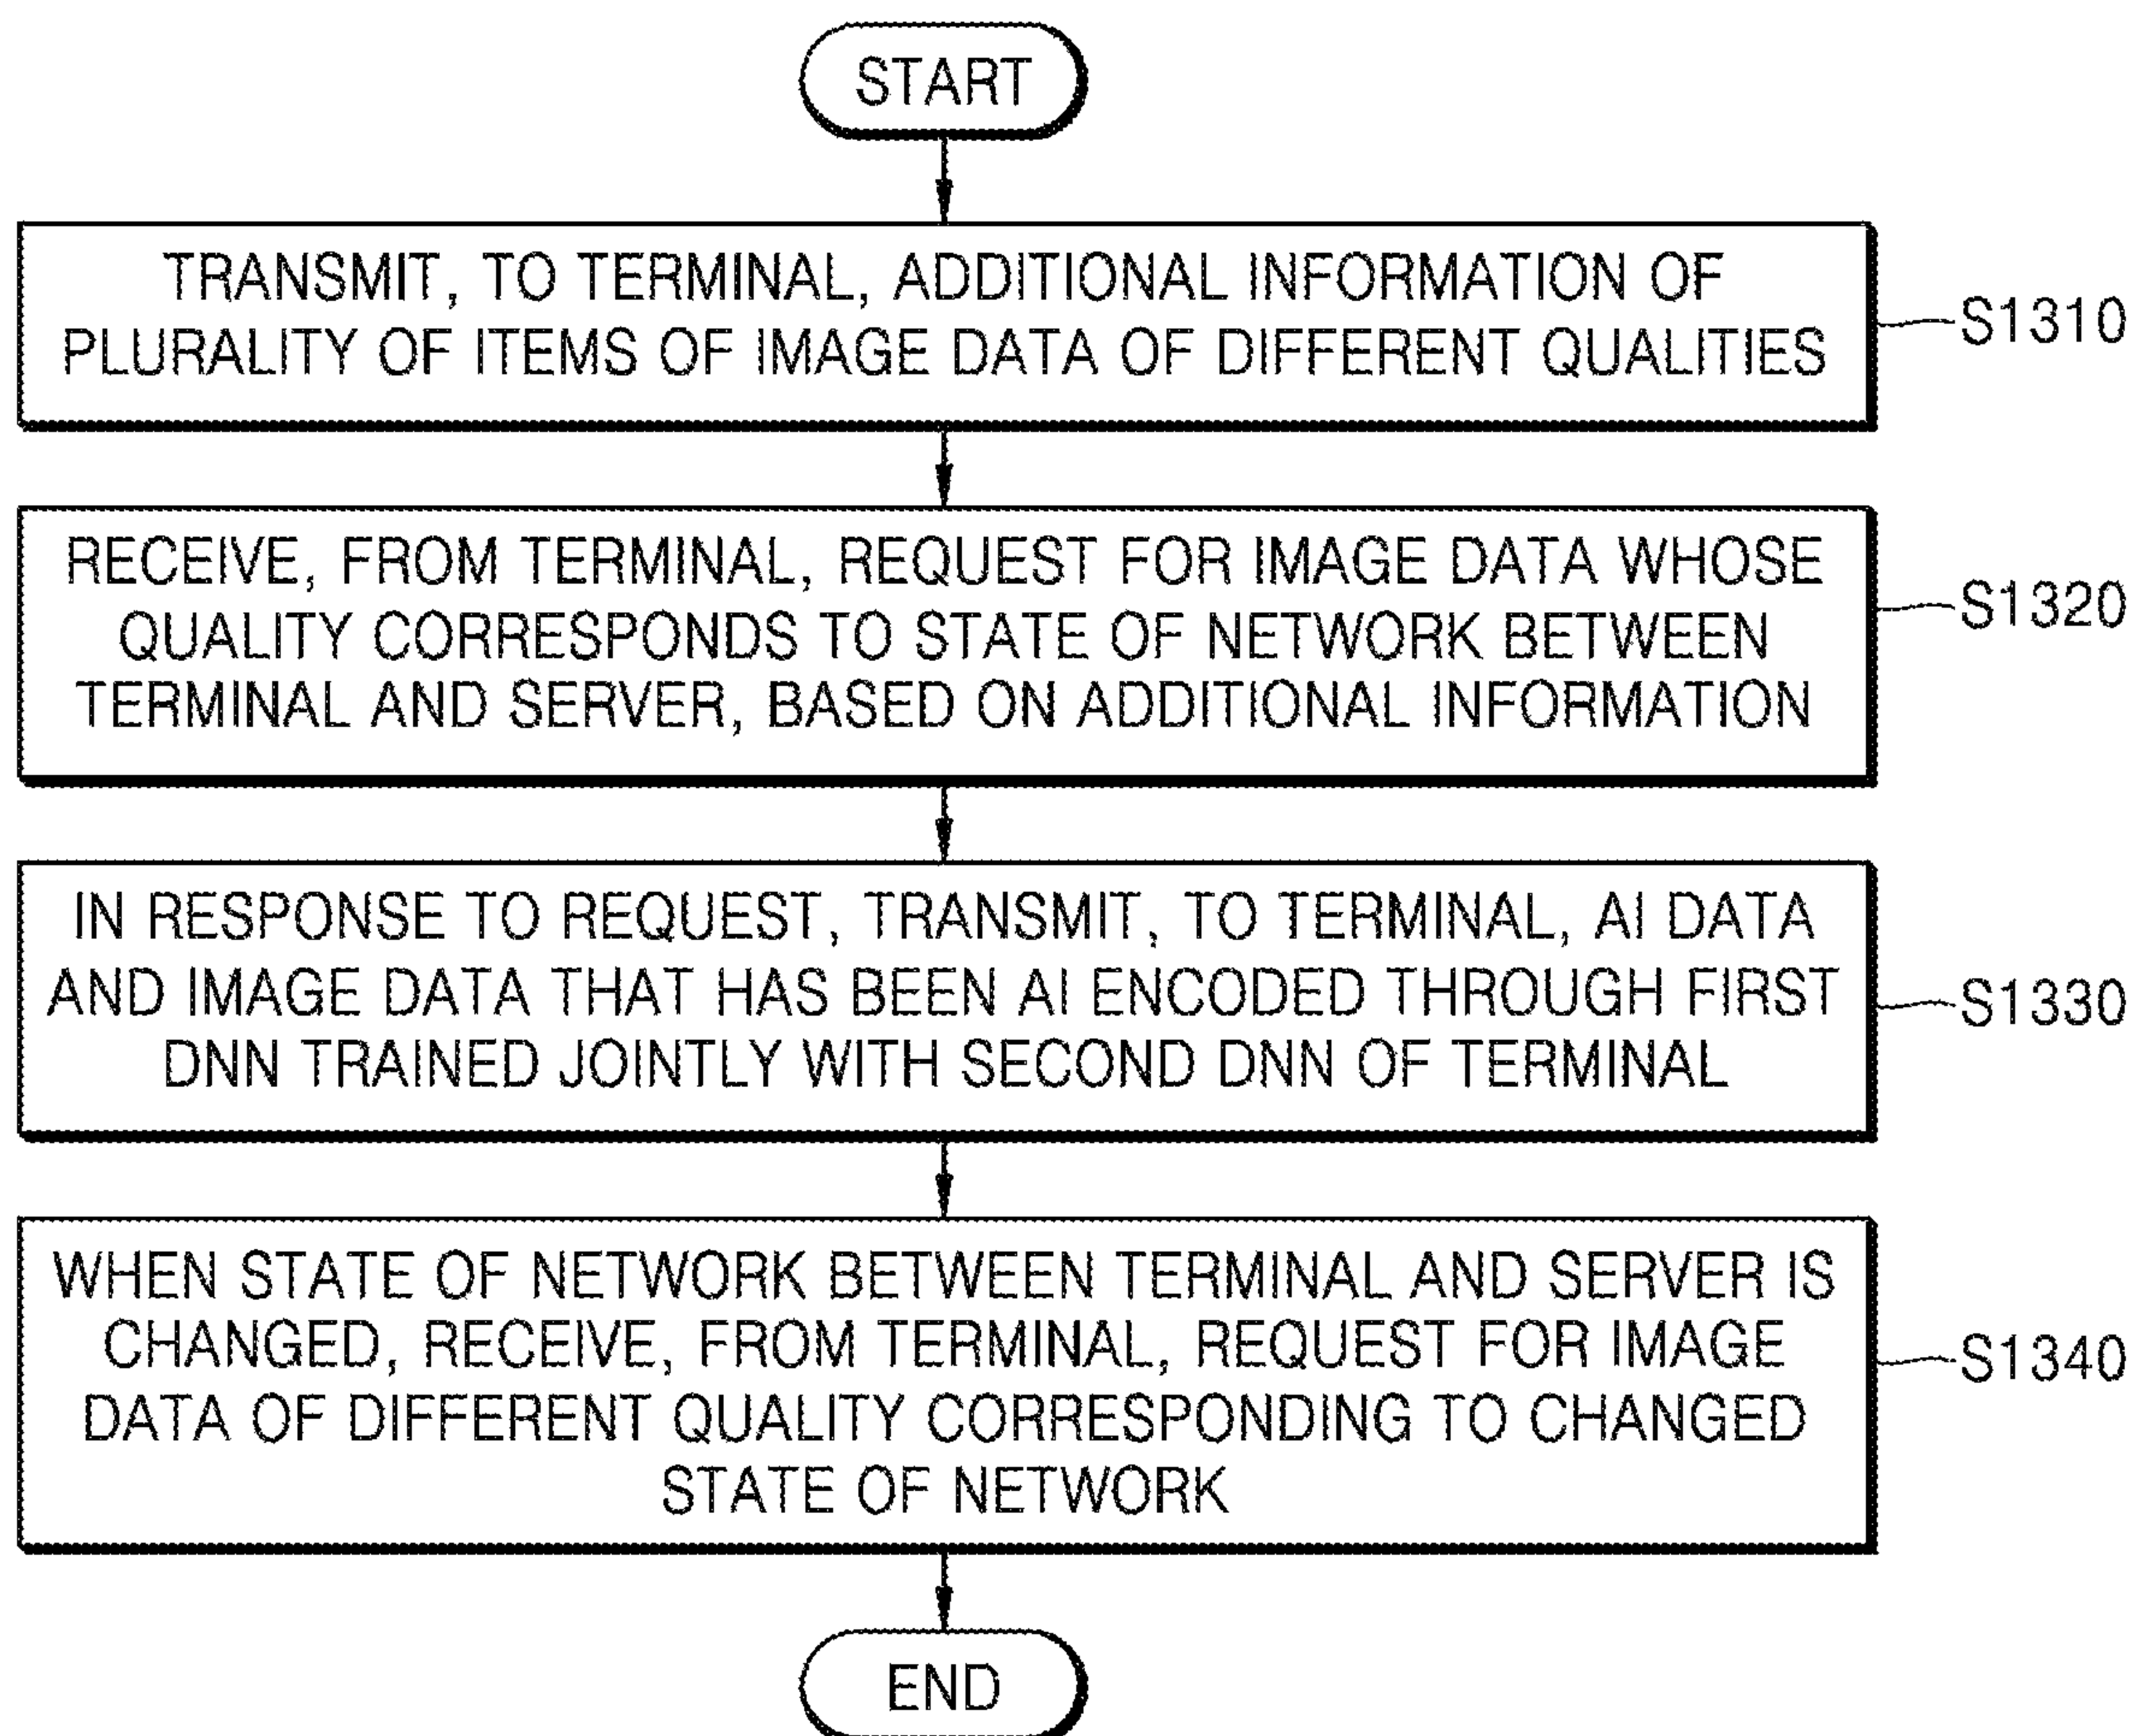 START
TRANSMIT, TO TERMINAL, ADDITIONAL INFORMATION OF
PLURALITY OF ITEMS OF IMAGE DATA OF DIFFERENT QUALITIES
S1310
RECEIVE, FROM TERMINAL, REQUEST FOR IMAGE DATA WHOSE
QUALITY CORRESPONDS TO STATE OF NETWORK BETWEEN
TERMINAL AND SERVER, BASED ON ADDITIONAL INFORMATION
S1320
IN RESPONSE TO REQUEST, TRANSMIT, TO TERMINAL, AI DATA
AND IMAGE DATA THAT HAS BEEN AI ENCODED THROUGH FIRST
DNN TRAINED JOINTLY WITH SECOND DNN OF TERMINAL
S1330
WHEN STATE OF NETWORK BETWEEN TERMINAL AND SERVER IS
CHANGED, RECEIVE, FROM TERMINAL, REQUEST FOR IMAGE
DATA OF DIFFERENT QUALITY CORRESPONDING TO CHANGED
STATE OF NETWORK
S1340
END